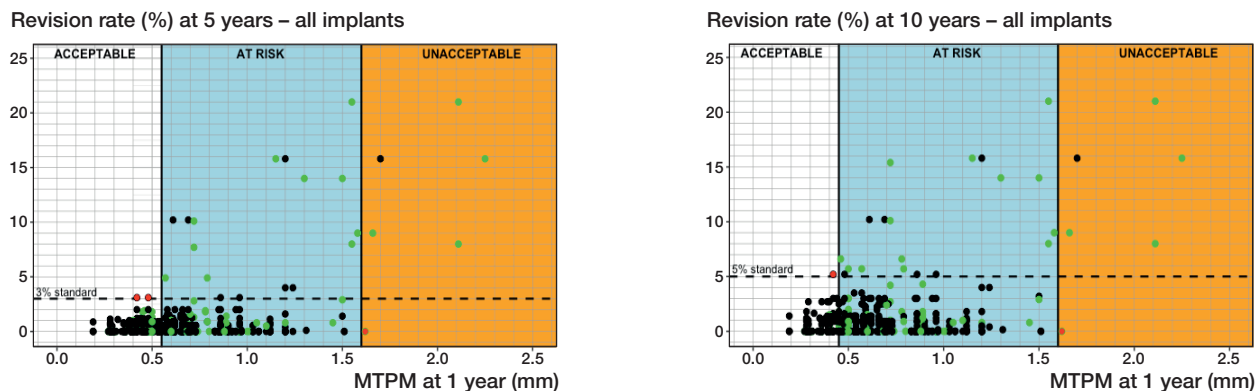 Revision rate (%) at 5 years – all implants
ACCEPTABLE
AT RISK
UNACCEPTABLE
25
20
15
10
5
3% standard
0
0.0
0.5
1.0
1.5
2.0
2.5
MTPM at 1 year (mm)
Revision rate (%) at 10 years – all implants
ACCEPTABLE
AT RISK
UNACCEPTABLE
25
20
15
10
5% standard
5
0
0.0
0.5
1.0
1.5
2.0
2.5
MTPM at 1 year (mm)